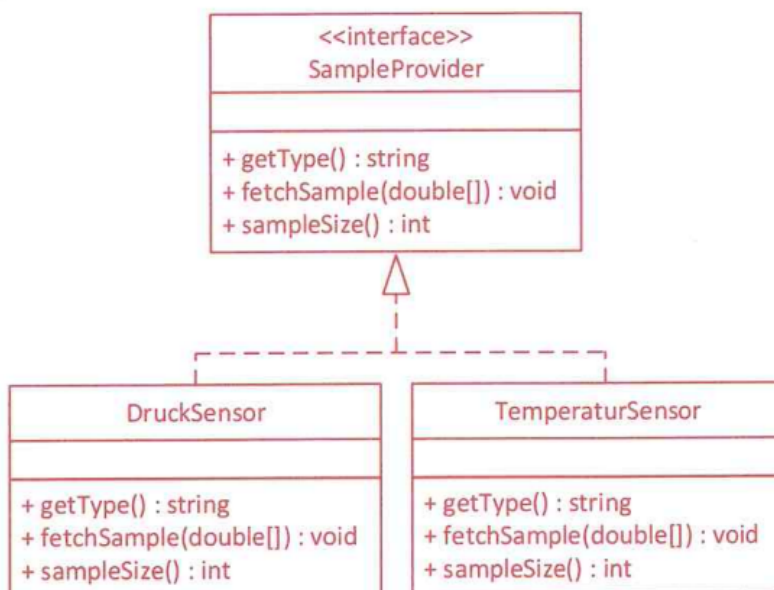 <<interface>>
SampleProvider
+ getType() : string
+ fetchSample(double[]) : void
+ sampleSize() : int
DruckSensor
+ getType() : string
+ fetchSample(double[]) : void
+ sampleSize() : int
TemperaturSensor
+ getType() : string
+ fetchSample(double[]) : void
+ sampleSize() : int